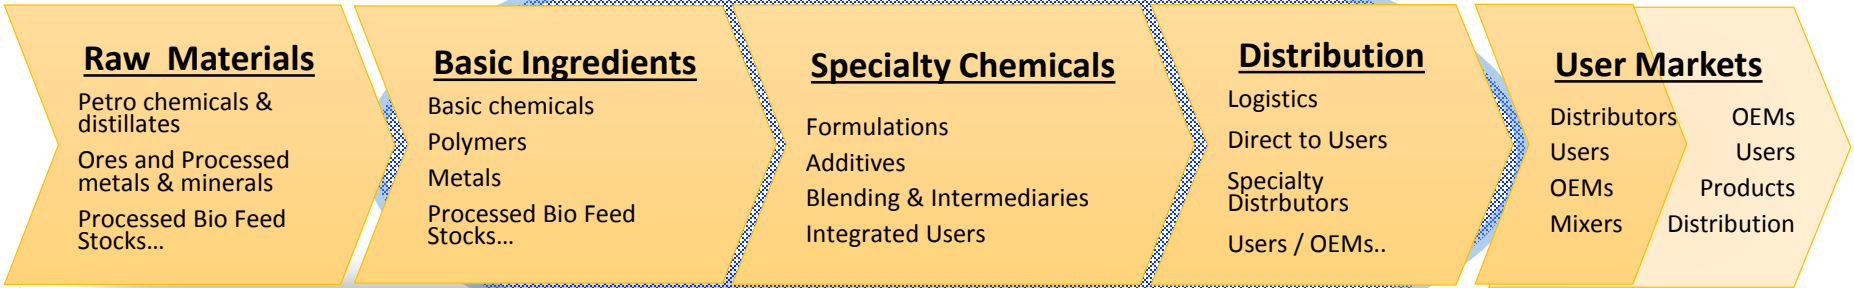 Raw Materials
Petro chemicals &
distillates
Ores and Processed
metals & minerals
Processed Bio Feed
Stocks...
Basic Ingredients
Basic chemicals
Polymers
Metals
Processed Bio Feed
Stocks...
Specialty Chemicals
Formulations
Additives
Blending & Intermediaries
Integrated Users
Distribution
Logistics
Direct to Users
Specialty
Distrbutors
Users / OEMs..
User Markets
Distributors
Users
OEMs
Mixers
OEMs
Users
Products
Distribution